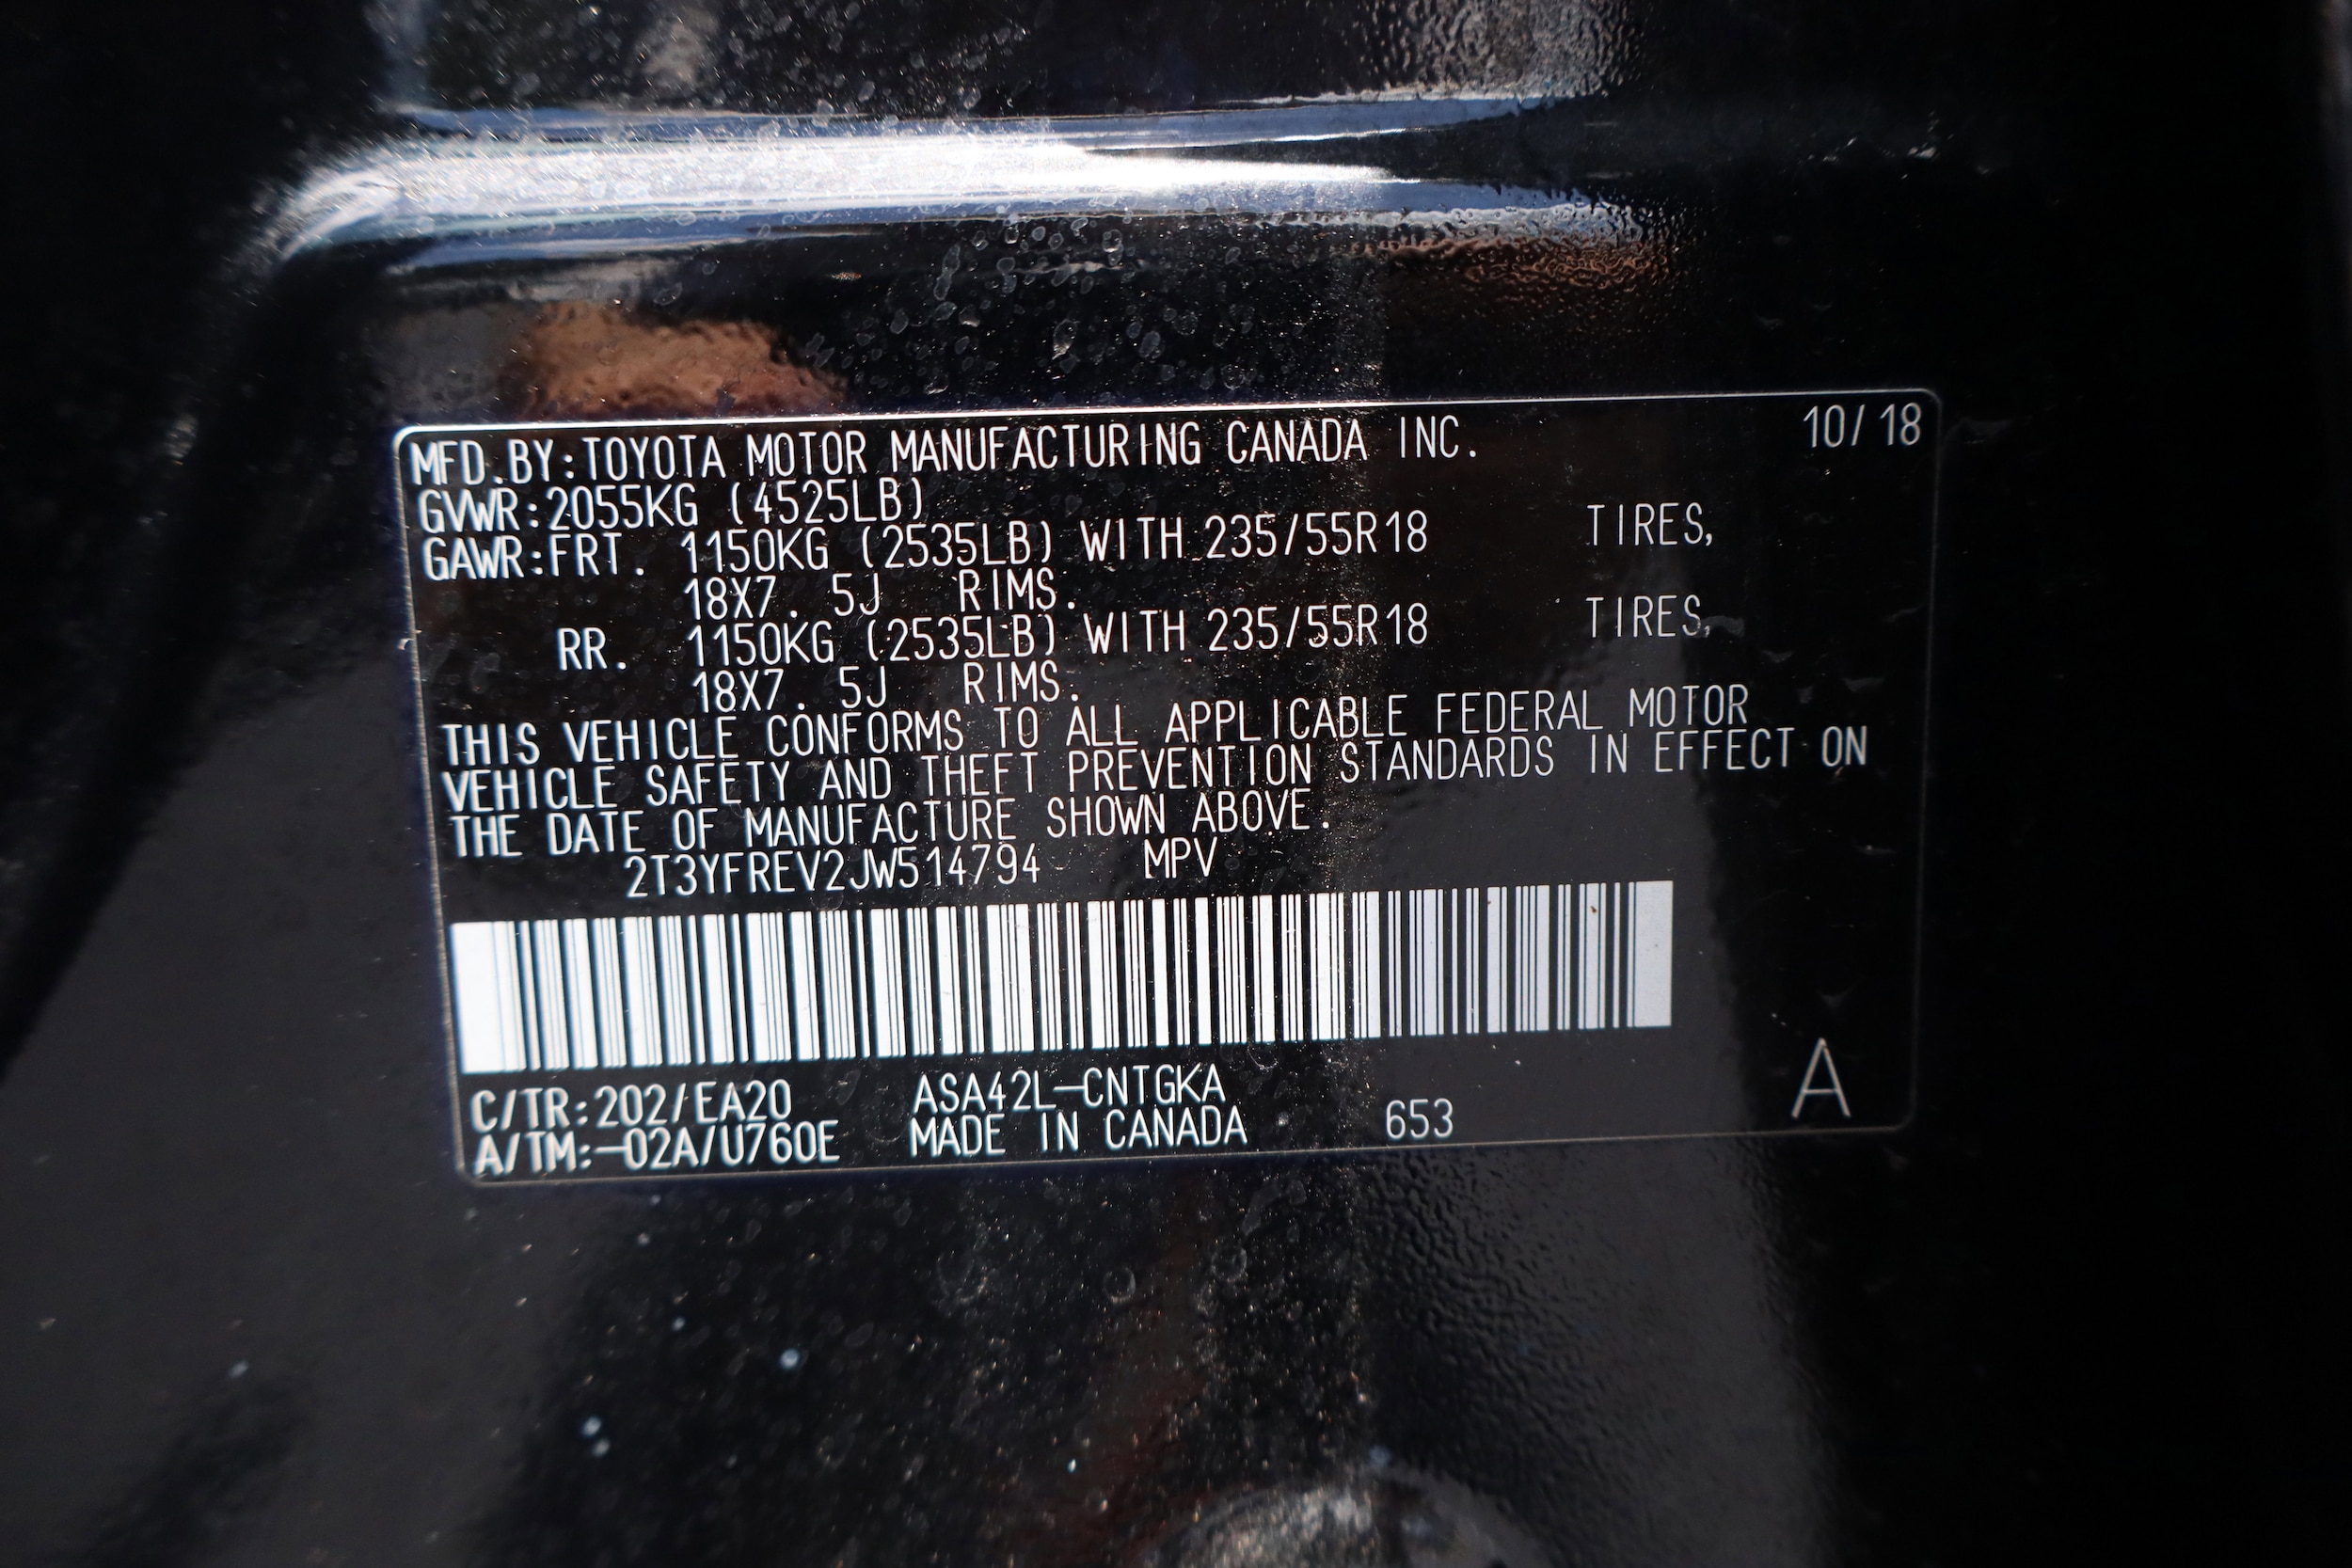 MFD.BY:TOYOTA MOTOR MANUFACTURING CANADA INC. 10/18
GVWR:2055KG (4525LB)
GAWR:FRT. 1150KG (2535LB) WITH 235/55R18 TIRES,
18X7.5J RIMS.
RR. 1150KG (2535LB) WITH 235/55R18 TIRES,
18X7.5J RIMS.
THIS VEHICLE CONFORMS TO ALL APPLICABLE FEDERAL MOTOR
VEHICLE SAFETY AND THEFT PREVENTION STANDARDS IN EFFECT ON
THE DATE OF MANUFACTURE SHOWN ABOVE.
2T3YFREV2JW514794 MPV
C/TR:202/EA20 ASA42L-CNTGKA
A/TM:-02A/U760E MADE IN CANADA 653 A